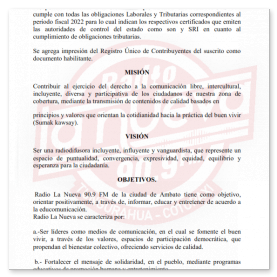 cumple con todas las obligaciones Laborales y Tributarias correspondientes al
periodo fiscal 2022 para lo cual indican los respectivos certificados que emiten
las autoridades de control del estado como son y SRI en cuanto al
cumplimiento de obligaciones tributarias.
Se agrega impresión del Registro Único de Contribuyentes del suscrito como
documento habilitante.
MISIÓN
Contribuir al ejercicio del derecho a la comunicación libre, intercultural,
incluyente, diversa y participativa de los ciudadanos de nuestra zona de
cobertura, mediante la transmisión de contenidos de calidad basados en
principios y valores que orientan la cotidianidad hacia la práctica del buen vivir
(Sumak kawsay).
VISIÓN
Ser una radiodifusora incluyente, influyente y vanguardista, que represente un
espacio de puntualidad, convergencia, expresividad, equidad, equilibrio y
esperanza para la ciudadanía.
OBJETIVOS.
Radio La Nueva 90.9 FM de la ciudad de Ambato tiene como objetivo,
orientar positivamente, a través de informar, educar y entretener de acuerdo a
la educomunicación.
Radio La Nueva se caracteriza por:
a.-Ser líderes como medios de comunicación, en el cual se fomente el buen
vivir, a través de los valores, espacios de participación democrática, que
propendan el bienestar colectivo, ofreciendo servicios de calidad.
b.- Fortalecer el mensaje de solidaridad, en el pueblo, mediante programas